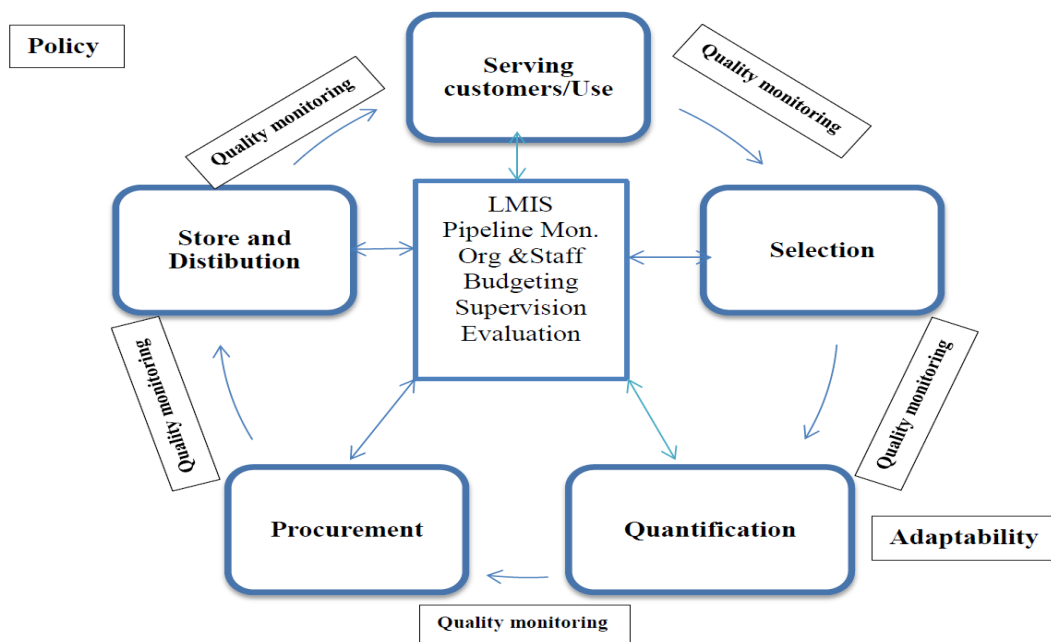 Policy
Serving
customers/Use
Quality monitoring
Quality monitoring
Store and
Distibution
LMIS
Pipeline Mon.
Org &Staff
Budgeting
Supervision
Evaluation
Selection
Quality monitoring
Quality monitoring
Procurement
Quantification
Adaptability
Quality monitoring